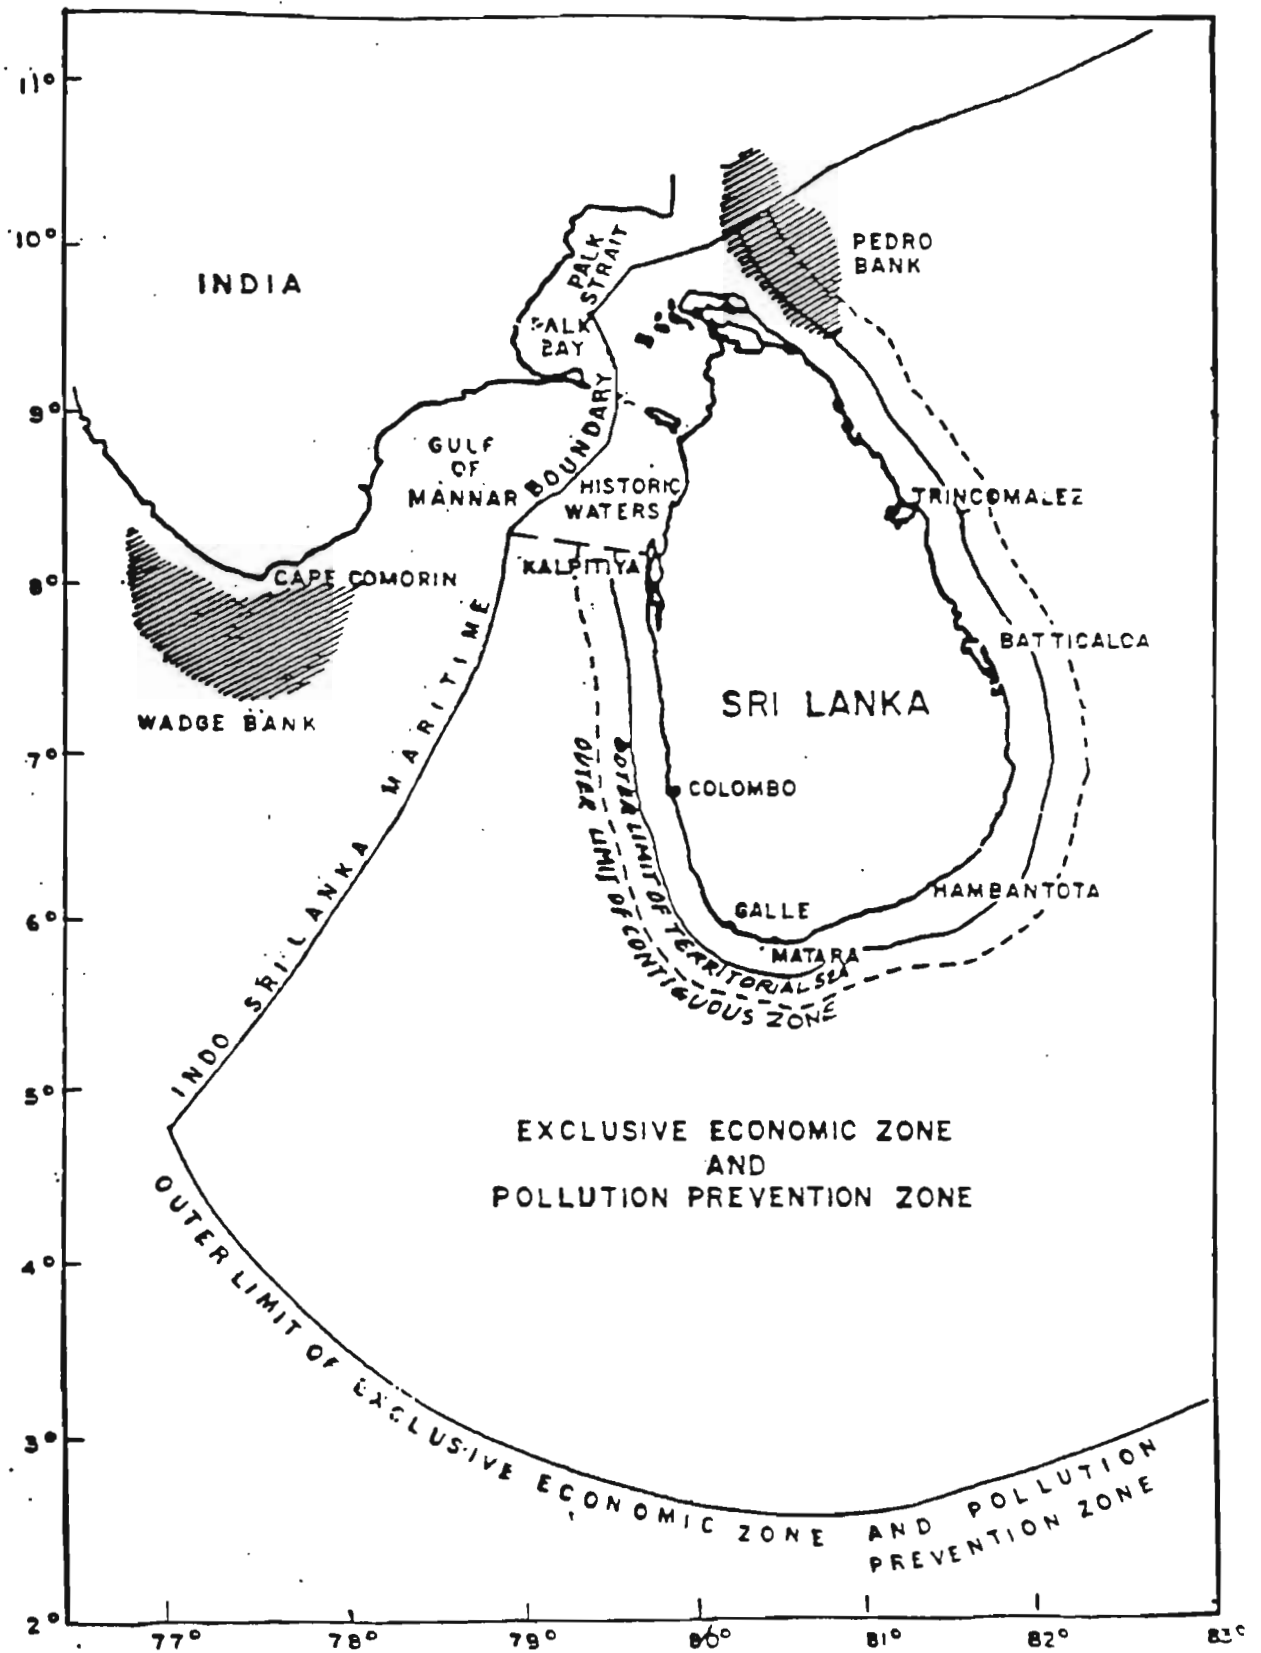 11°
10°
9°
8°
7°
6°
5°
4°
3°
2°
77°
78°
79°
80°
81°
82°
83°
INDIA
PALK
STRAIT
PALK
BAY
PEDRO
BANK
GULF
OF
MANNAR
HISTORIC
WATERS
KALPITIYA
CAPE COMORIN
WADGE BANK
TRINCOMALEE
BATTICALOA
SRI LANKA
COLOMBO
HAMBANTOTA
GALLE
MATARA
INDO SRI LANKA MARITIME BOUNDARY
OUTER LIMIT OF TERRITORIAL SEA
OUTER LIMIT OF CONTIGUOUS ZONE
EXCLUSIVE ECONOMIC ZONE
AND
POLLUTION PREVENTION ZONE
OUTER LIMIT OF EXCLUSIVE ECONOMIC ZONE AND POLLUTION
PREVENTION ZONE